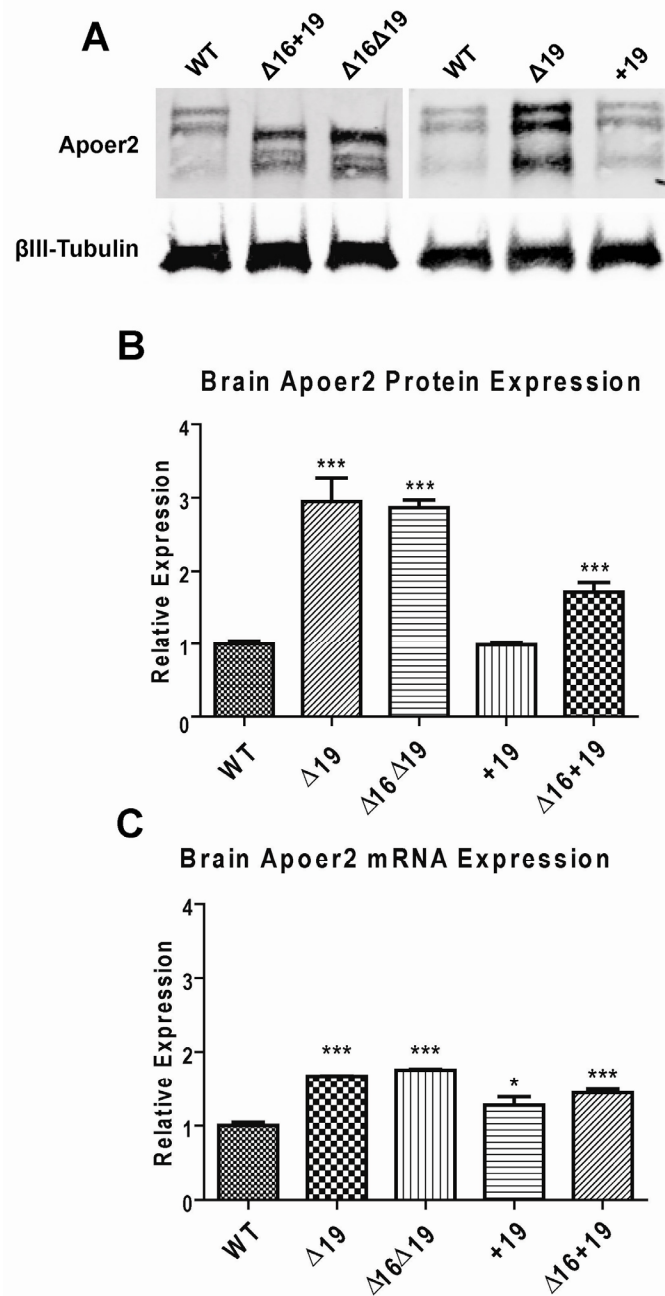 A
WT Δ16+19 Δ16Δ19 WT Δ19 +19
Apoer2
βIII-Tubulin
B
Brain Apoer2 Protein Expression
4
3
2
1
0
Relative Expression
***
***
***
WT Δ19 Δ16Δ19 +19 Δ16+19
C
Brain Apoer2 mRNA Expression
4
3
2
1
0
Relative Expression
***
***
*
***
WT Δ19 Δ16Δ19 +19 Δ16+19